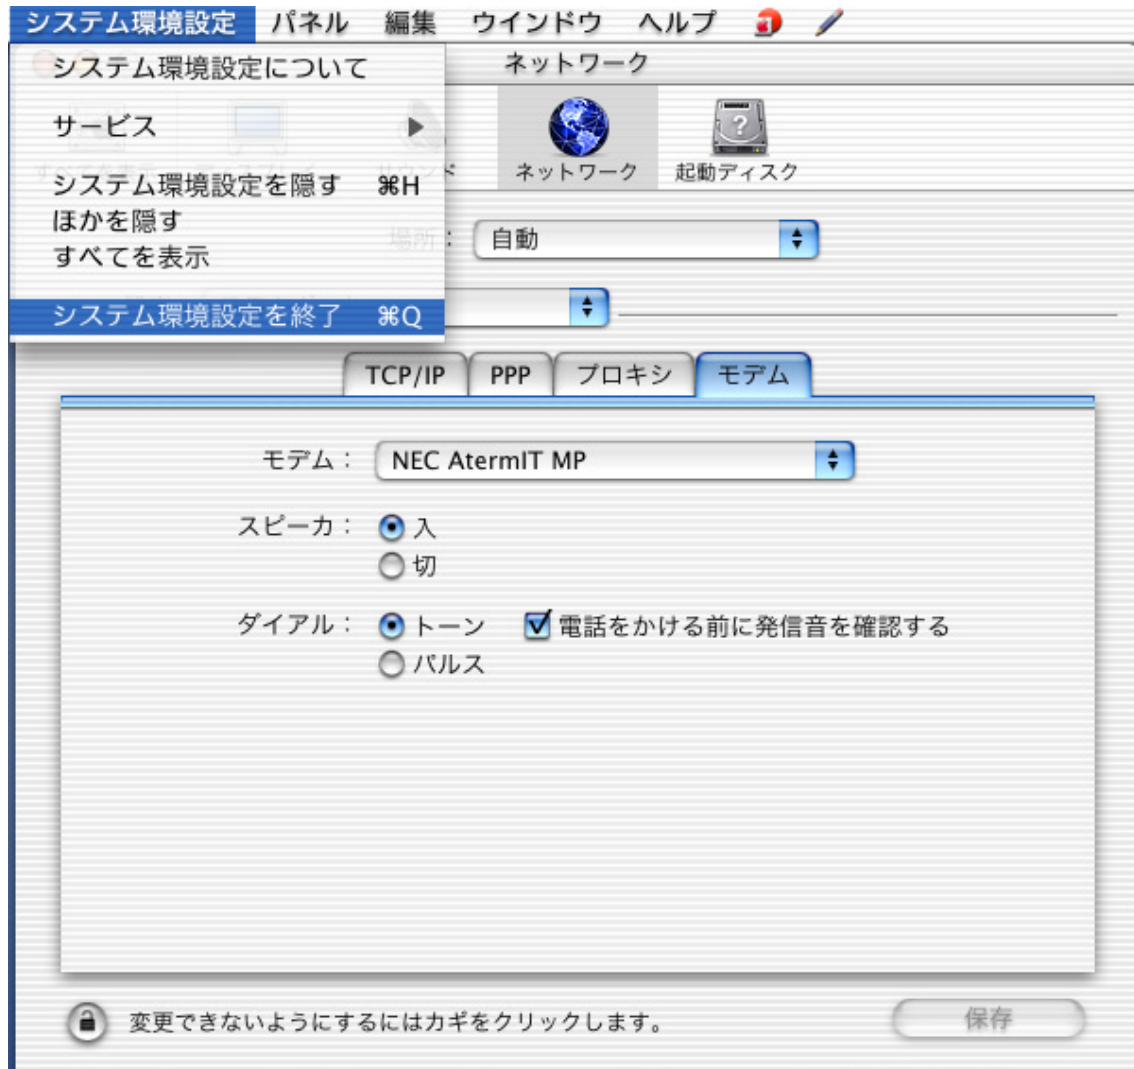 システム環境設定 パネル 編集 ウインドウ ヘルプ
システム環境設定について
ネットワーク
サービス
ネットワーク
起動ディスク
システム環境設定を隠す ⌘H
ほかを隠す
すべてを表示
システム環境設定を終了 ⌘Q
場所： 自動
TCP/IP PPP プロキシ モデム
モデム： NEC AtermIT MP
スピーカ： 入
切
ダイアル： トーン 電話をかける前に発信音を確認する
パルス
変更できないようにするにはカギをクリックします。 保存